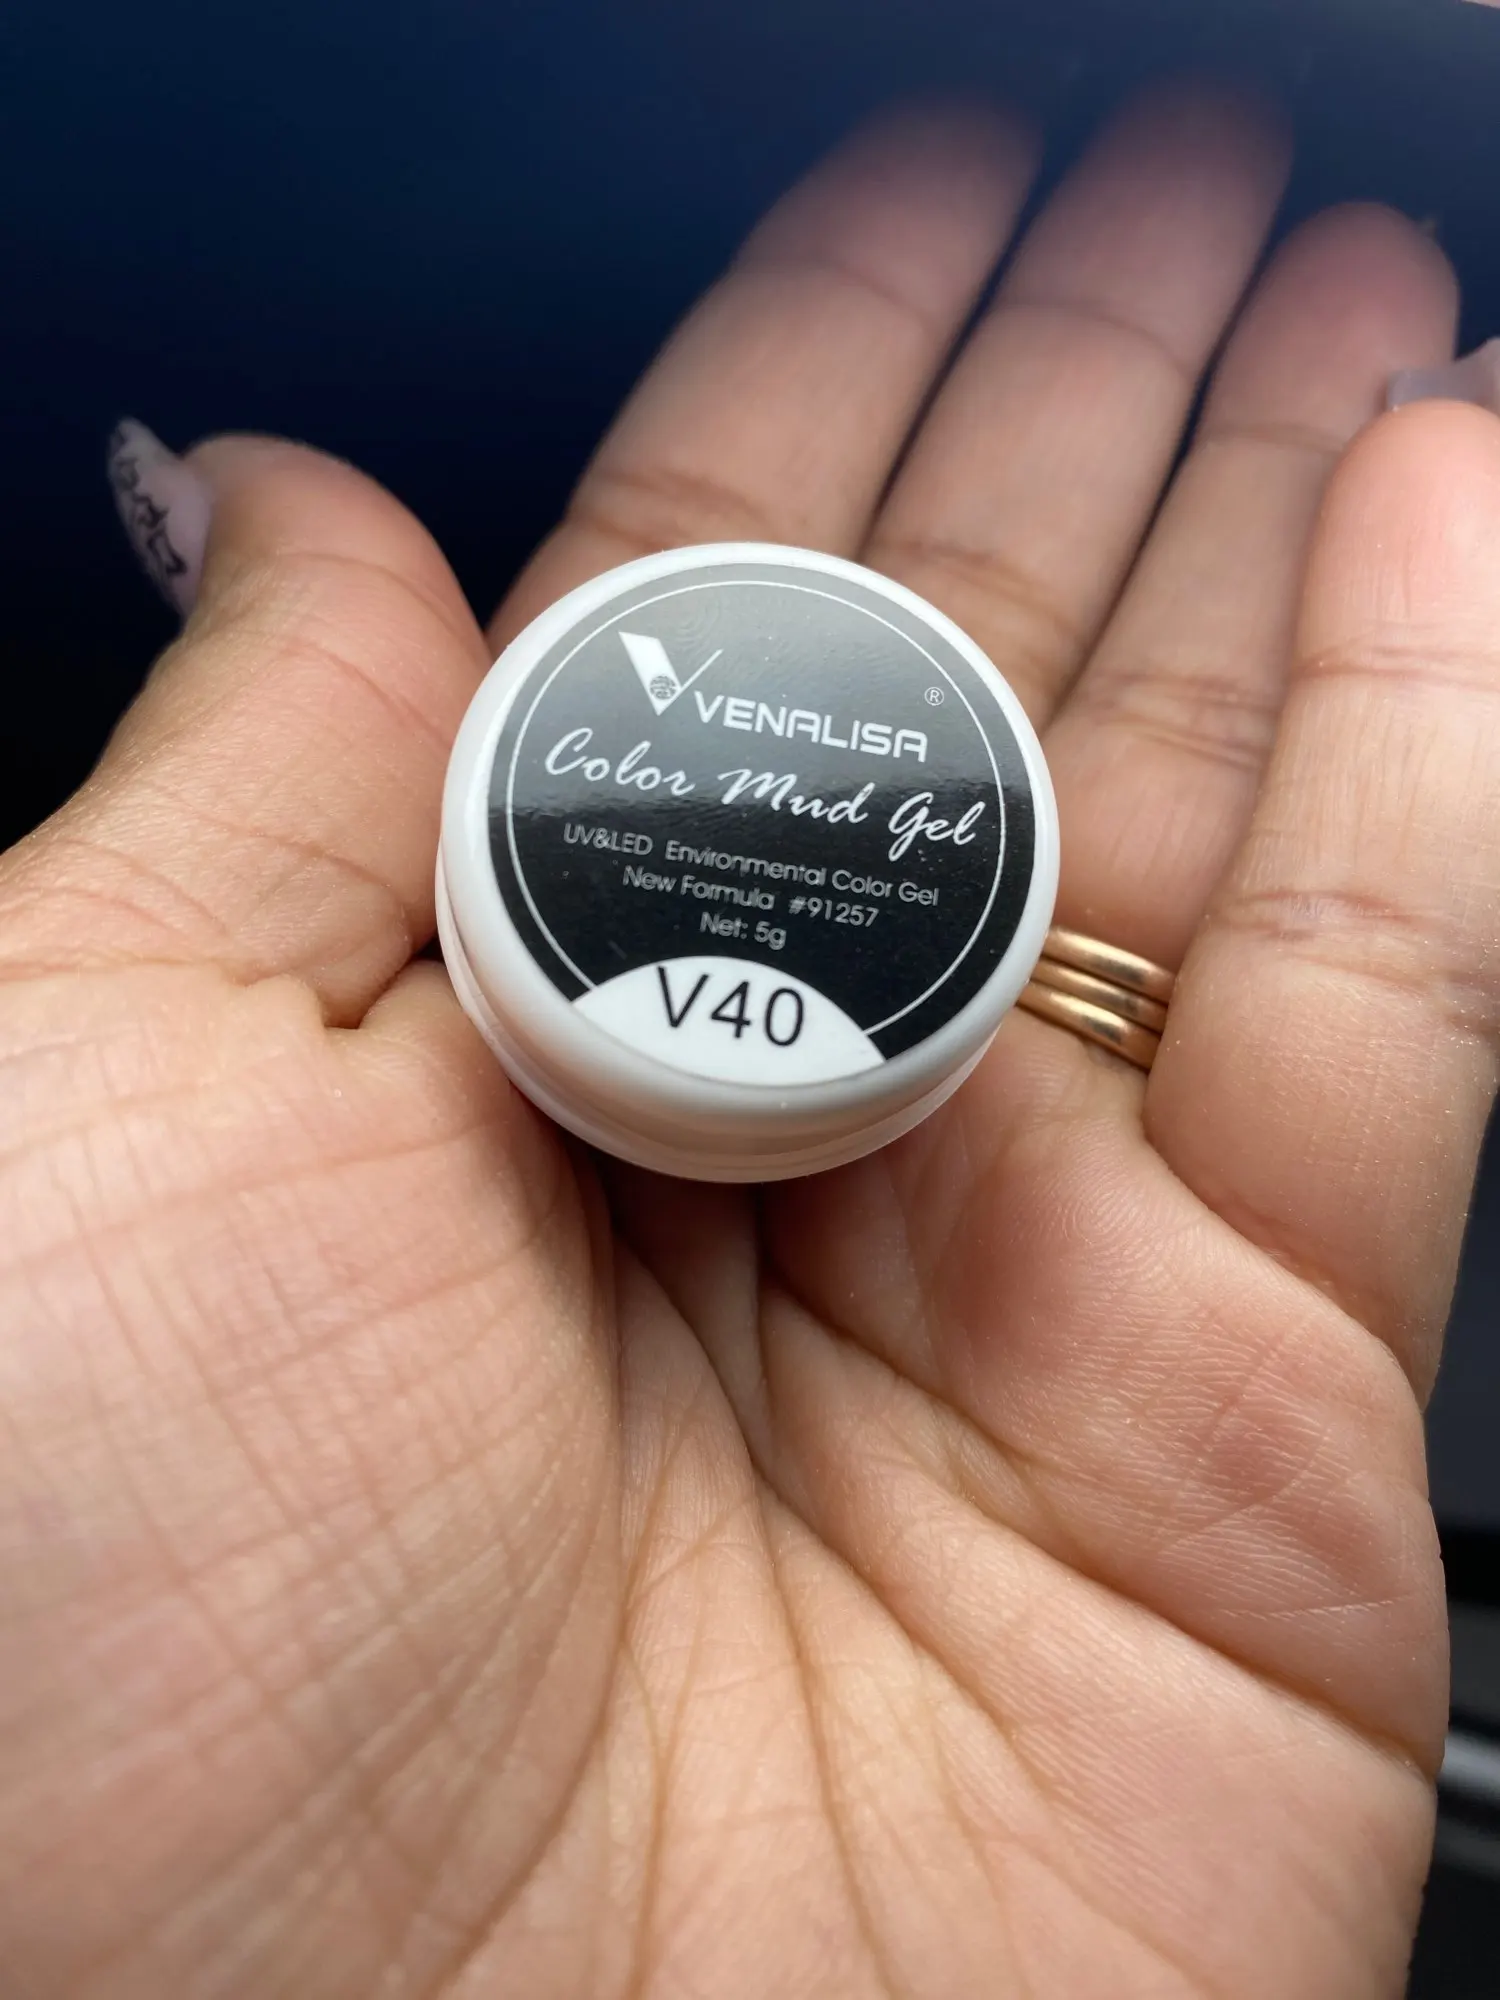 VENALISA ®
Color Mud Gel
UV&LED Environmental Color Gel
New Formula #91257
Net: 5g
V40